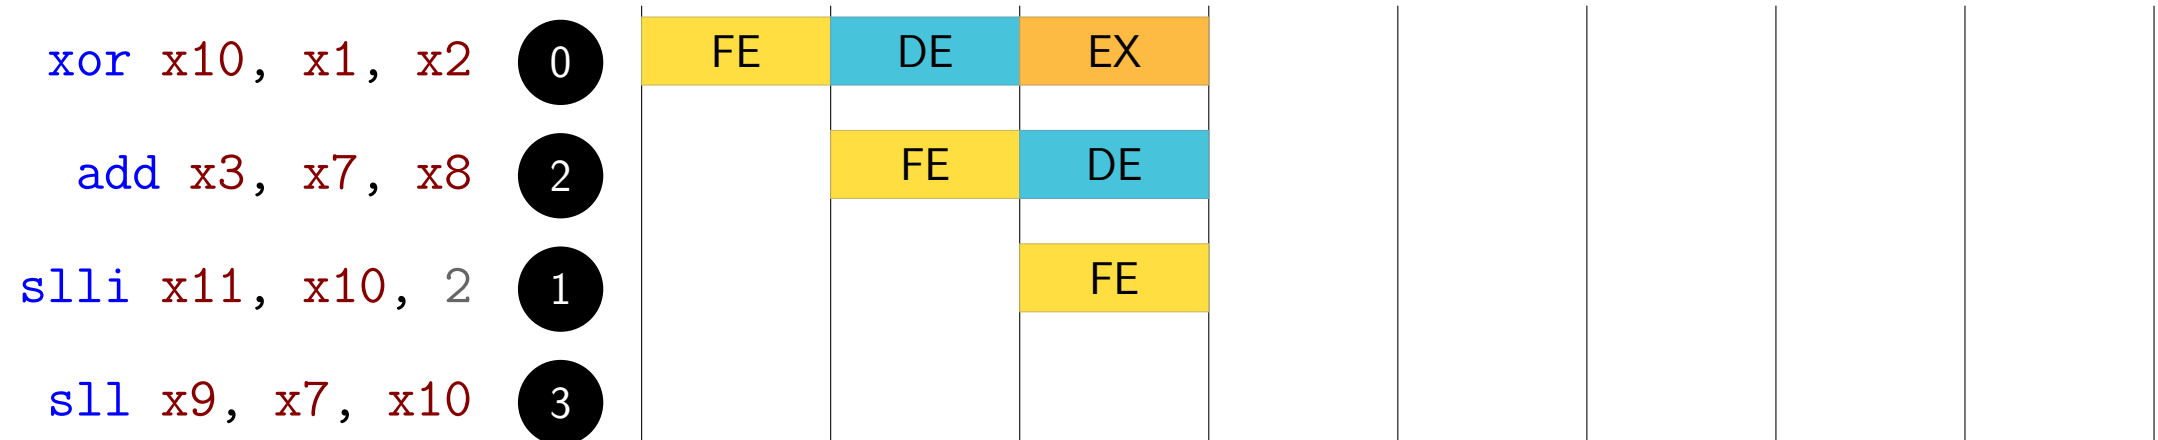 xor x10, x1, x2 0 FE DE EX
add x3, x7, x8 2 FE DE
slli x11, x10, 2 1 FE
sll x9, x7, x10 3